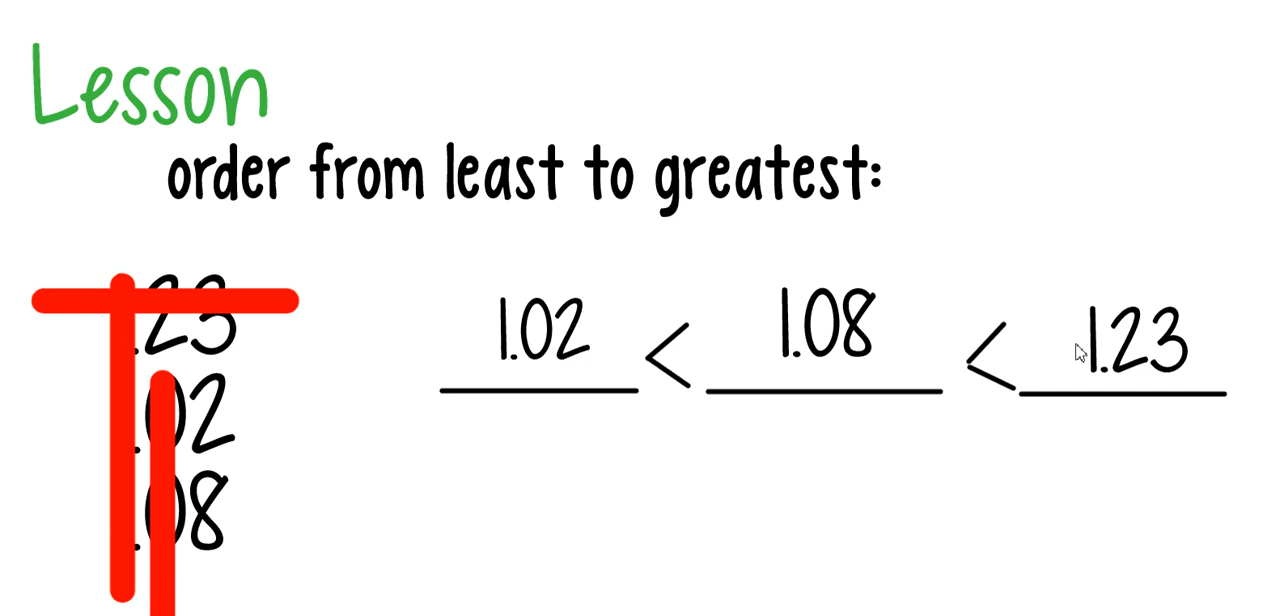 Lesson
order from least to greatest:
.23
.02
.08
1.02 < 1.08 < 1.23